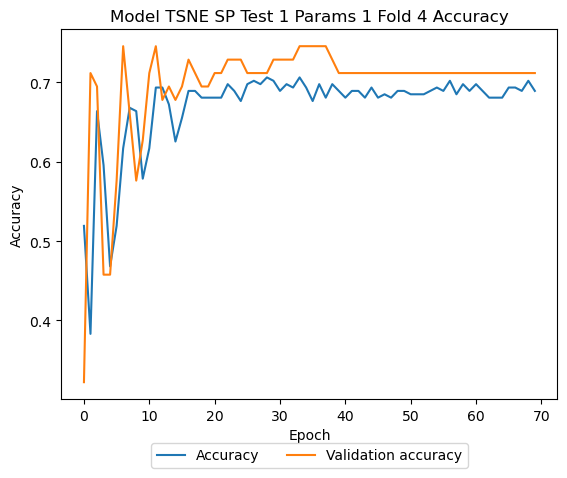 Model TSNE SP Test 1 Params 1 Fold 4 Accuracy
Accuracy
0.7
0.6
0.5
0.4
0 10 20 30 40 50 60 70
Epoch
Accuracy Validation accuracy